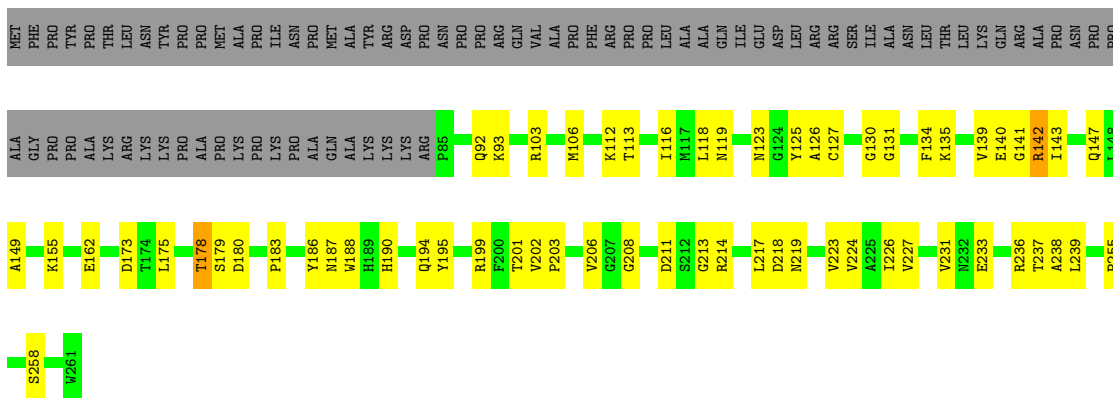 MET PHE PRO TYR PRO THR LEU ASN TYR PRO PRO MET ALA PRO ILE ASN PRO MET ALA TYR ARG ASP PRO ASN PRO PRO ARG GLN VAL ALA PRO PHE ARG PRO PRO LEU ALA ALA GLN ILE GLU ASP LEU ARG ARG SER ILE ALA ASN LEU THR LEU LYS GLN ARG ALA PRO ASN PRO PRO
ALA GLY PRO PRO ALA LYS ARG LYS LYS PRO ALA PRO LYS PRO LYS PRO ALA GLN ALA LYS LYS LYS ARG P85 Q92 K93 R103 M106 K112 T113 I116 M117 L118 N119 N123 G124 Y125 A126 C127 G130 G131 F134 K135 V139 E140 G141 R142 I143 Q147 L148
A149 K155 E162 D173 T174 L175 T178 S179 D180 P183 Y186 N187 W188 H189 H190 Q194 Y195 R199 F200 T201 V202 P203 V206 G207 G208 D211 S212 G213 R214 L217 D218 N219 V223 V224 A225 I226 V227 V231 N232 E233 R236 T237 A238 L239 P255
S258 W261